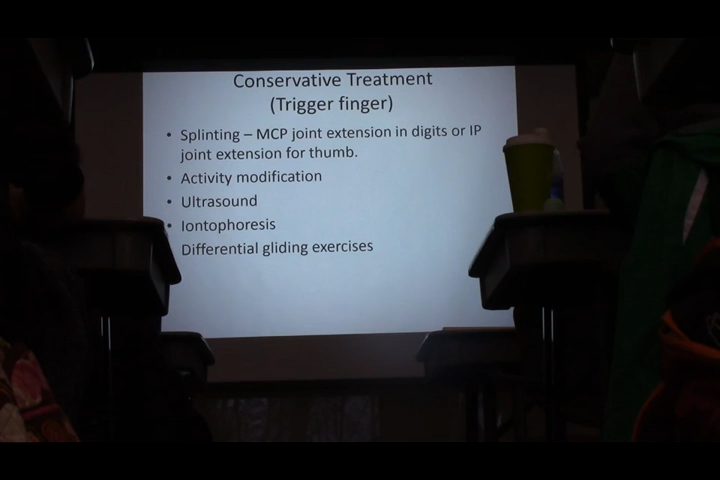 Conservative Treatment
(Trigger finger)
• Splinting – MCP joint extension in digits or IP
joint extension for thumb.
• Activity modification
• Ultrasound
• Iontophoresis
Differential gliding exercises